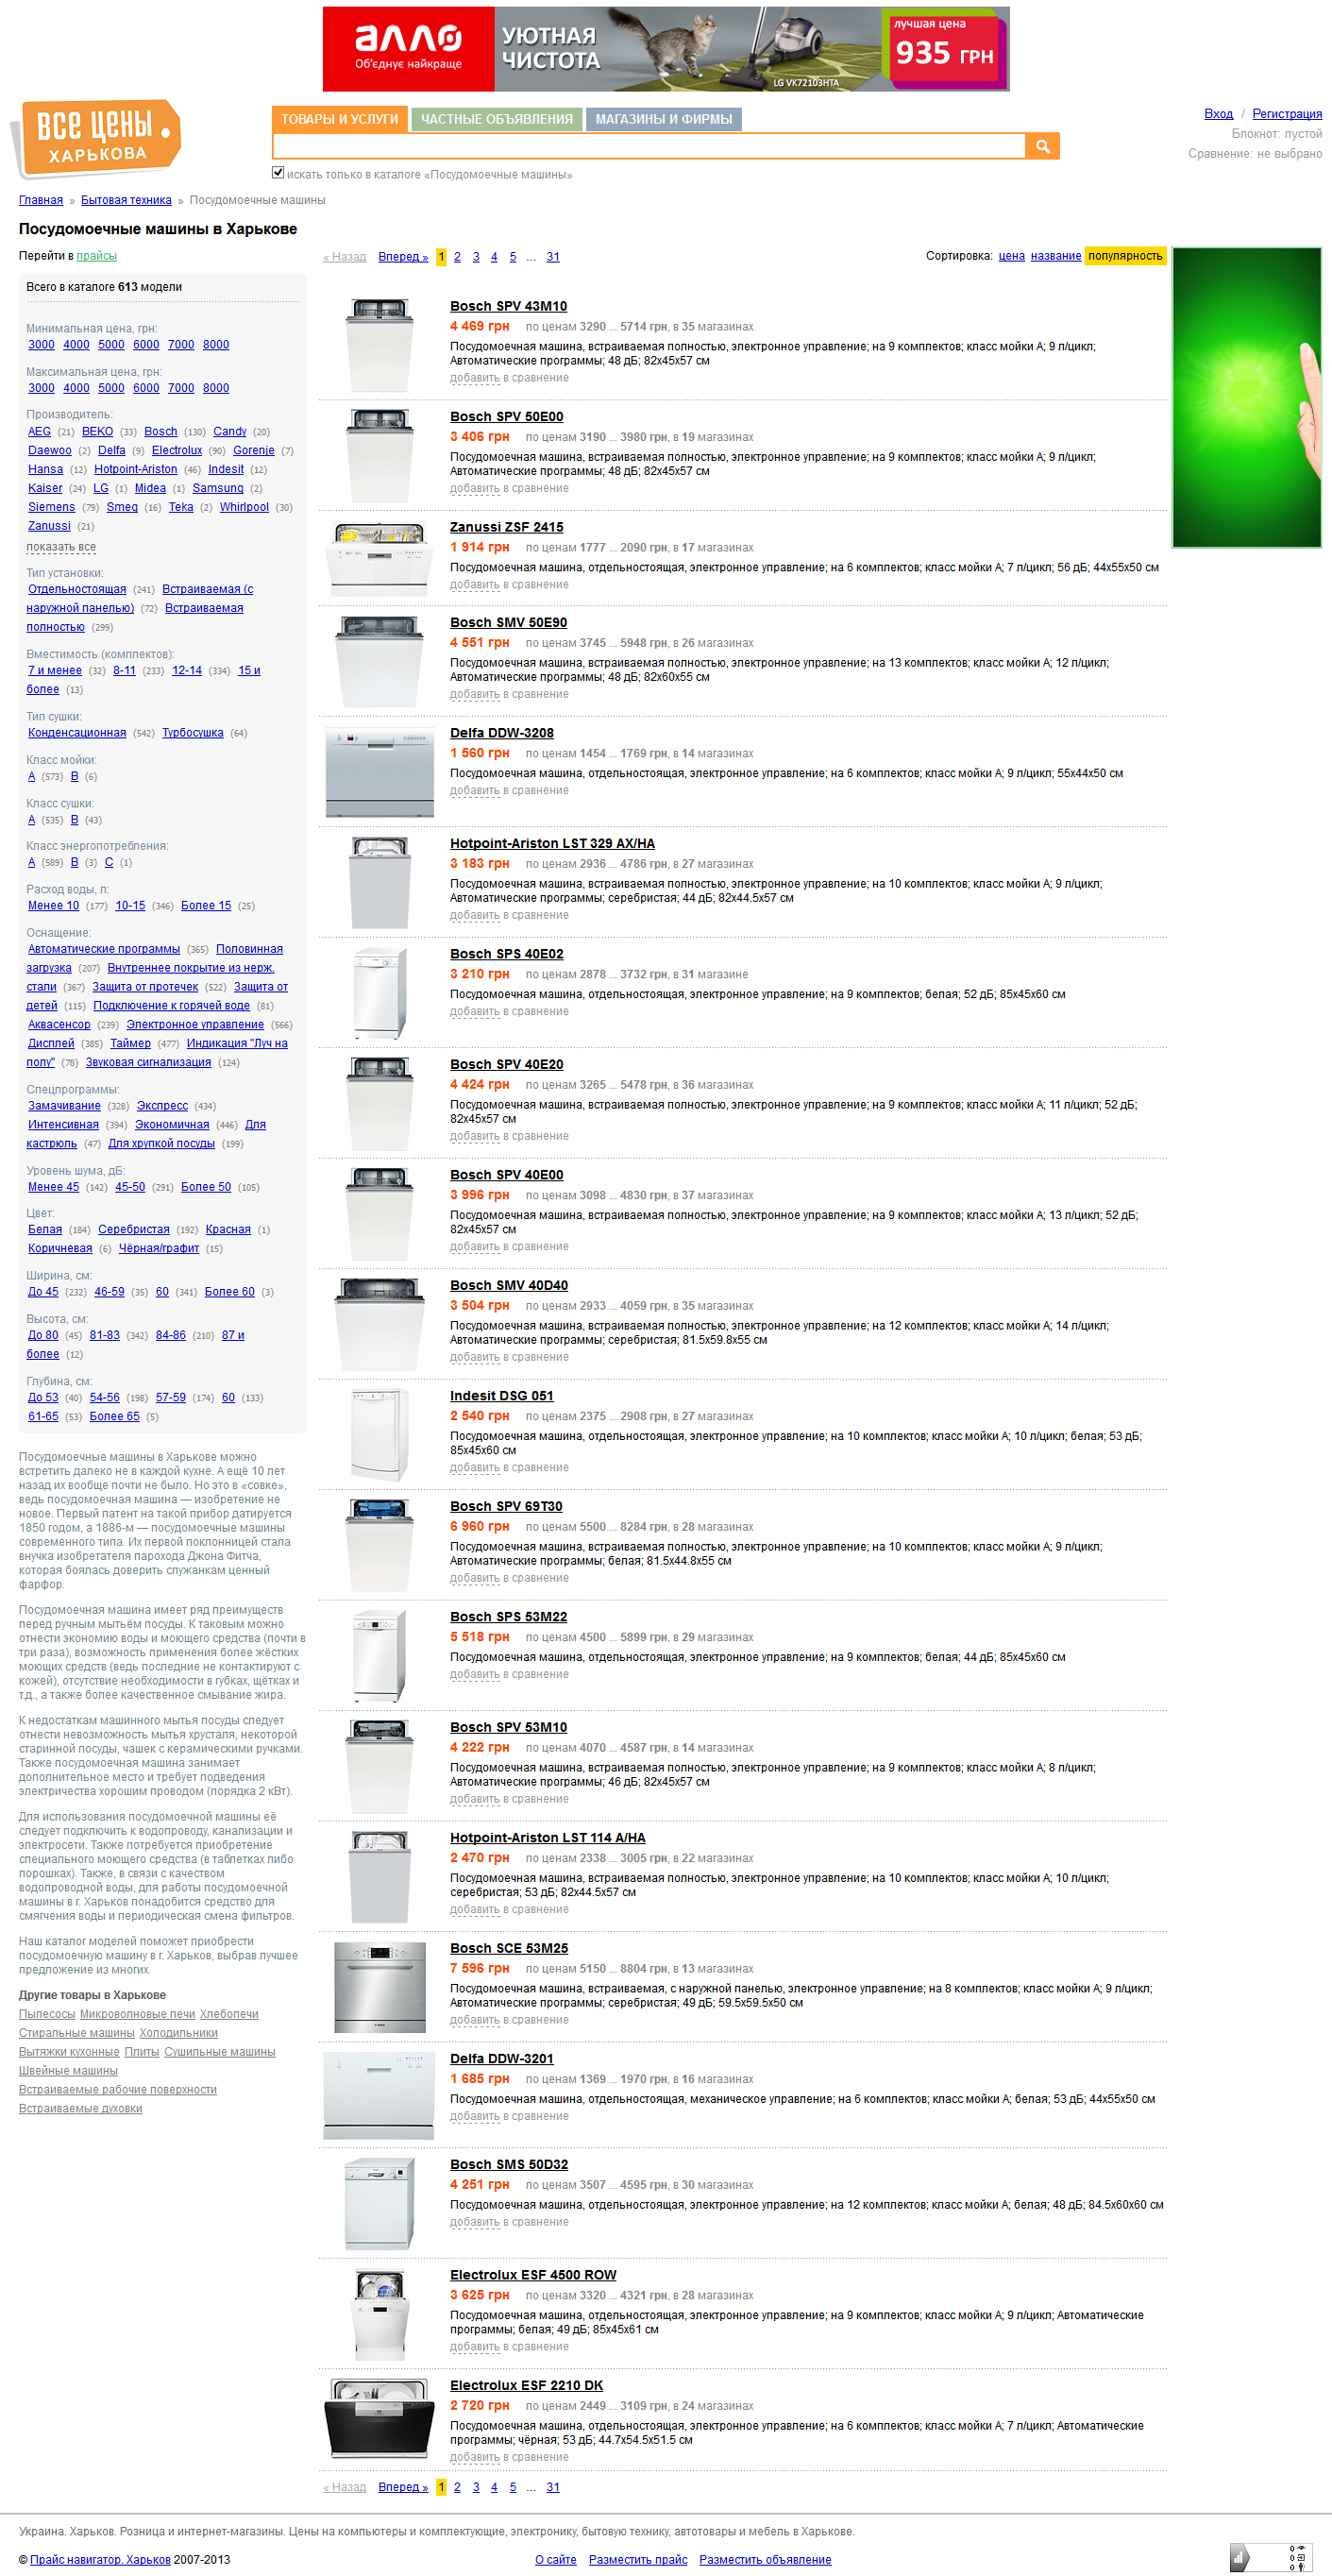 алло
Об'єднує найкраще
УЮТНАЯ
ЧИСТОТА
LG VK72103HTA
лучшая цена
935 ГРН
ВСЕ ЦЕНЫ
ХАРЬКОВА
ТОВАРЫ И УСЛУГИ ЧАСТНЫЕ ОБЪЯВЛЕНИЯ МАГАЗИНЫ И ФИРМЫ
искать только в каталоге «Посудомоечные машины»
Вход / Регистрация
Блокнот: пустой
Сравнение: не выбрано
Главная » Бытовая техника » Посудомоечные машины
Посудомоечные машины в Харькове
Перейти в прайсы
Всего в каталоге 613 модели
Минимальная цена, грн:
3000 4000 5000 6000 7000 8000
Максимальная цена, грн:
3000 4000 5000 6000 7000 8000
Производитель:
AEG (21) BEKO (33) Bosch (130) Candy (20)
Daewoo (2) Delfa (9) Electrolux (90) Gorenje (7)
Hansa (12) Hotpoint-Ariston (46) Indesit (12)
Kaiser (24) LG (1) Midea (1) Samsung (2)
Siemens (79) Smeg (16) Teka (2) Whirlpool (30)
Zanussi (21)
показать все
Тип установки:
Отдельностоящая (241) Встраиваемая (с
наружной панелью) (72) Встраиваемая
полностью (299)
Вместимость (комплектов):
7 и менее (32) 8-11 (233) 12-14 (334) 15 и
более (13)
Тип сушки:
Конденсационная (542) Турбосушка (64)
Класс мойки:
A (573) B (6)
Класс сушки:
A (535) B (43)
Класс энергопотребления:
A (589) B (3) C (1)
Расход воды, л:
Менее 10 (177) 10-15 (346) Более 15 (25)
Оснащение:
Автоматические программы (365) Половинная
загрузка (207) Внутреннее покрытие из нерж.
стали (367) Защита от протечек (522) Защита от
детей (115) Подключение к горячей воде (81)
Аквасенсор (239) Электронное управление (566)
Дисплей (385) Таймер (477) Индикация "Луч на
полу" (78) Звуковая сигнализация (124)
Спецпрограммы:
Замачивание (328) Экспресс (434)
Интенсивная (394) Экономичная (446) Для
кастрюль (47) Для хрупкой посуды (199)
Уровень шума, дБ:
Менее 45 (142) 45-50 (291) Более 50 (105)
Цвет:
Белая (184) Серебристая (192) Красная (1)
Коричневая (6) Чёрная/графит (15)
Ширина, см:
До 45 (232) 46-59 (35) 60 (341) Более 60 (3)
Высота, см:
До 80 (45) 81-83 (342) 84-86 (210) 87 и
более (12)
Глубина, см:
До 53 (40) 54-56 (198) 57-59 (174) 60 (133)
61-65 (53) Более 65 (5)
Посудомоечные машины в Харькове можно
встретить далеко не в каждой кухне. А ещё 10 лет
назад их вообще почти не было. Но это в «совке»,
ведь посудомоечная машина — изобретение не
новое. Первый патент на такой прибор датируется
1850 годом, а 1886-м — посудомоечные машины
современного типа. Их первой поклонницей стала
внучка изобретателя парохода Джона Фитча,
которая боялась доверить служанкам ценный
фарфор.
Посудомоечная машина имеет ряд преимуществ
перед ручным мытьём посуды. К таковым можно
отнести экономию воды и моющего средства (почти в
три раза), возможность применения более жёстких
моющих средств (ведь последние не контактируют с
кожей), отсутствие необходимости в губках, щётках и
т.д., а также более качественное смывание жира.
К недостаткам машинного мытья посуды следует
отнести невозможность мытья хрусталя, некоторой
старинной посуды, чашек с керамическими ручками.
Также посудомоечная машина занимает
дополнительное место и требует подведения
электричества хорошим проводом (порядка 2 кВт).
Для использования посудомоечной машины её
следует подключить к водопроводу, канализации и
электросети. Также потребуется приобретение
специального моющего средства (в таблетках либо
порошках). Также, в связи с качеством
водопроводной воды, для работы посудомоечной
машины в г. Харьков понадобится средство для
смягчения воды и периодическая смена фильтров.
Наш каталог моделей поможет приобрести
посудомоечную машину в г. Харьков, выбрав лучшее
предложение из многих.
Другие товары в Харькове
Пылесосы Микроволновые печи Хлебопечи
Стиральные машины Холодильники
Вытяжки кухонные Плиты Сушильные машины
Швейные машины
Встраиваемые рабочие поверхности
Встраиваемые духовки
« Назад Вперед » 1 2 3 4 5 ... 31
Сортировка: цена название популярность
Bosch SPV 43M10
4 469 грн по ценам 3290 ... 5714 грн, в 35 магазинах
Посудомоечная машина, встраиваемая полностью, электронное управление; на 9 комплектов; класс мойки A; 9 л/цикл;
Автоматические программы; 48 дБ; 82x45x57 см
добавить в сравнение
Bosch SPV 50E00
3 406 грн по ценам 3190 ... 3980 грн, в 19 магазинах
Посудомоечная машина, встраиваемая полностью, электронное управление; на 9 комплектов; класс мойки A; 9 л/цикл;
Автоматические программы; 48 дБ; 82x45x57 см
добавить в сравнение
Zanussi ZSF 2415
1 914 грн по ценам 1777 ... 2090 грн, в 17 магазинах
Посудомоечная машина, отдельностоящая, электронное управление; на 6 комплектов; класс мойки A; 7 л/цикл; 56 дБ; 44x55x50 см
добавить в сравнение
Bosch SMV 50E90
4 551 грн по ценам 3745 ... 5948 грн, в 26 магазинах
Посудомоечная машина, встраиваемая полностью, электронное управление; на 13 комплектов; класс мойки A; 12 л/цикл;
Автоматические программы; 48 дБ; 82x60x55 см
добавить в сравнение
Delfa DDW-3208
1 560 грн по ценам 1454 ... 1769 грн, в 14 магазинах
Посудомоечная машина, отдельностоящая, электронное управление; на 6 комплектов; класс мойки A; 9 л/цикл; 55x44x50 см
добавить в сравнение
Hotpoint-Ariston LST 329 AX/HA
3 183 грн по ценам 2936 ... 4786 грн, в 27 магазинах
Посудомоечная машина, встраиваемая полностью, электронное управление; на 10 комплектов; класс мойки A; 9 л/цикл;
Автоматические программы; серебристая; 44 дБ; 82x44.5x57 см
добавить в сравнение
Bosch SPS 40E02
3 210 грн по ценам 2878 ... 3732 грн, в 31 магазине
Посудомоечная машина, отдельностоящая, электронное управление; на 9 комплектов; белая; 52 дБ; 85x45x60 см
добавить в сравнение
Bosch SPV 40E20
4 424 грн по ценам 3265 ... 5478 грн, в 36 магазинах
Посудомоечная машина, встраиваемая полностью, электронное управление; на 9 комплектов; класс мойки A; 11 л/цикл; 52 дБ;
82x45x57 см
добавить в сравнение
Bosch SPV 40E00
3 996 грн по ценам 3098 ... 4830 грн, в 37 магазинах
Посудомоечная машина, встраиваемая полностью, электронное управление; на 9 комплектов; класс мойки A; 13 л/цикл; 52 дБ;
82x45x57 см
добавить в сравнение
Bosch SMV 40D40
3 504 грн по ценам 2933 ... 4059 грн, в 35 магазинах
Посудомоечная машина, встраиваемая полностью, электронное управление; на 12 комплектов; класс мойки A; 14 л/цикл;
Автоматические программы; серебристая; 81.5x59.8x55 см
добавить в сравнение
Indesit DSG 051
2 540 грн по ценам 2375 ... 2908 грн, в 27 магазинах
Посудомоечная машина, отдельностоящая, электронное управление; на 10 комплектов; класс мойки A; 10 л/цикл; белая; 53 дБ;
85x45x60 см
добавить в сравнение
Bosch SPV 69T30
6 960 грн по ценам 5500 ... 8284 грн, в 28 магазинах
Посудомоечная машина, встраиваемая полностью, электронное управление; на 10 комплектов; класс мойки A; 9 л/цикл;
Автоматические программы; белая; 81.5x44.8x55 см
добавить в сравнение
Bosch SPS 53M22
5 518 грн по ценам 4500 ... 5899 грн, в 29 магазинах
Посудомоечная машина, отдельностоящая, электронное управление; на 9 комплектов; белая; 44 дБ; 85x45x60 см
добавить в сравнение
Bosch SPV 53M10
4 222 грн по ценам 4070 ... 4587 грн, в 14 магазинах
Посудомоечная машина, встраиваемая полностью, электронное управление; на 9 комплектов; класс мойки A; 8 л/цикл;
Автоматические программы; 46 дБ; 82x45x57 см
добавить в сравнение
Hotpoint-Ariston LST 114 A/HA
2 470 грн по ценам 2338 ... 3005 грн, в 22 магазинах
Посудомоечная машина, встраиваемая полностью, электронное управление; на 10 комплектов; класс мойки A; 10 л/цикл;
серебристая; 53 дБ; 82x44.5x57 см
добавить в сравнение
Bosch SCE 53M25
7 596 грн по ценам 5150 ... 8804 грн, в 13 магазинах
Посудомоечная машина, встраиваемая, с наружной панелью, электронное управление; на 8 комплектов; класс мойки A; 9 л/цикл;
Автоматические программы; серебристая; 49 дБ; 59.5x59.5x50 см
добавить в сравнение
Delfa DDW-3201
1 685 грн по ценам 1369 ... 1970 грн, в 16 магазинах
Посудомоечная машина, отдельностоящая, механическое управление; на 6 комплектов; класс мойки A; белая; 53 дБ; 44x55x50 см
добавить в сравнение
Bosch SMS 50D32
4 251 грн по ценам 3507 ... 4595 грн, в 30 магазинах
Посудомоечная машина, отдельностоящая, электронное управление; на 12 комплектов; класс мойки A; белая; 48 дБ; 84.5x60x60 см
добавить в сравнение
Electrolux ESF 4500 ROW
3 625 грн по ценам 3320 ... 4321 грн, в 28 магазинах
Посудомоечная машина, отдельностоящая, электронное управление; на 9 комплектов; класс мойки A; 9 л/цикл; Автоматические
программы; белая; 49 дБ; 85x45x61 см
добавить в сравнение
Electrolux ESF 2210 DK
2 720 грн по ценам 2449 ... 3109 грн, в 24 магазинах
Посудомоечная машина, отдельностоящая, электронное управление; на 6 комплектов; класс мойки A; 7 л/цикл; Автоматические
программы; чёрная; 53 дБ; 44.7x54.5x51.5 см
добавить в сравнение
« Назад Вперед » 1 2 3 4 5 ... 31
Украина. Харьков. Розница и интернет-магазины. Цены на компьютеры и комплектующие, электронику, бытовую технику, автотовары и мебель в Харькове.
© Прайс навигатор. Харьков 2007-2013
О сайте Разместить прайс Разместить объявление
0
0
0